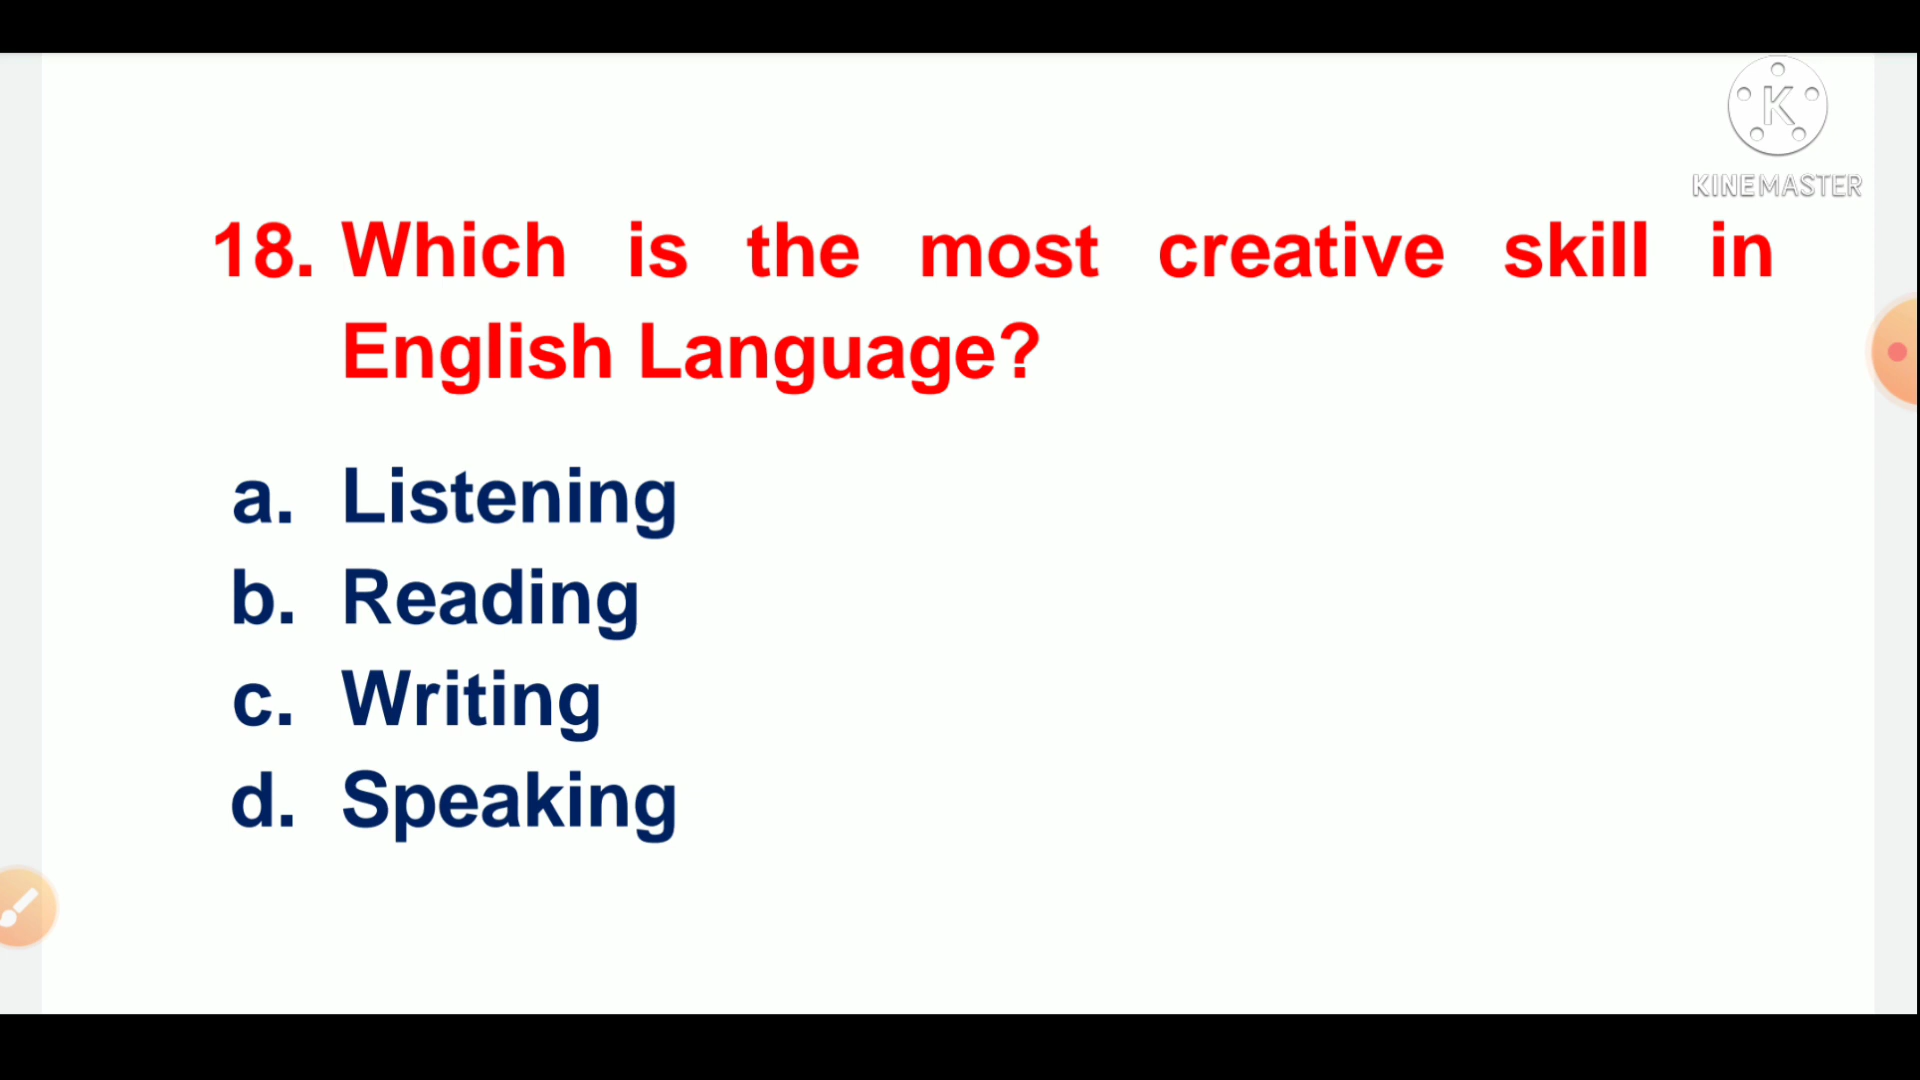 K
KINEMASTER
18. Which is the most creative skill in
English Language?
a. Listening
b. Reading
c. Writing
d. Speaking